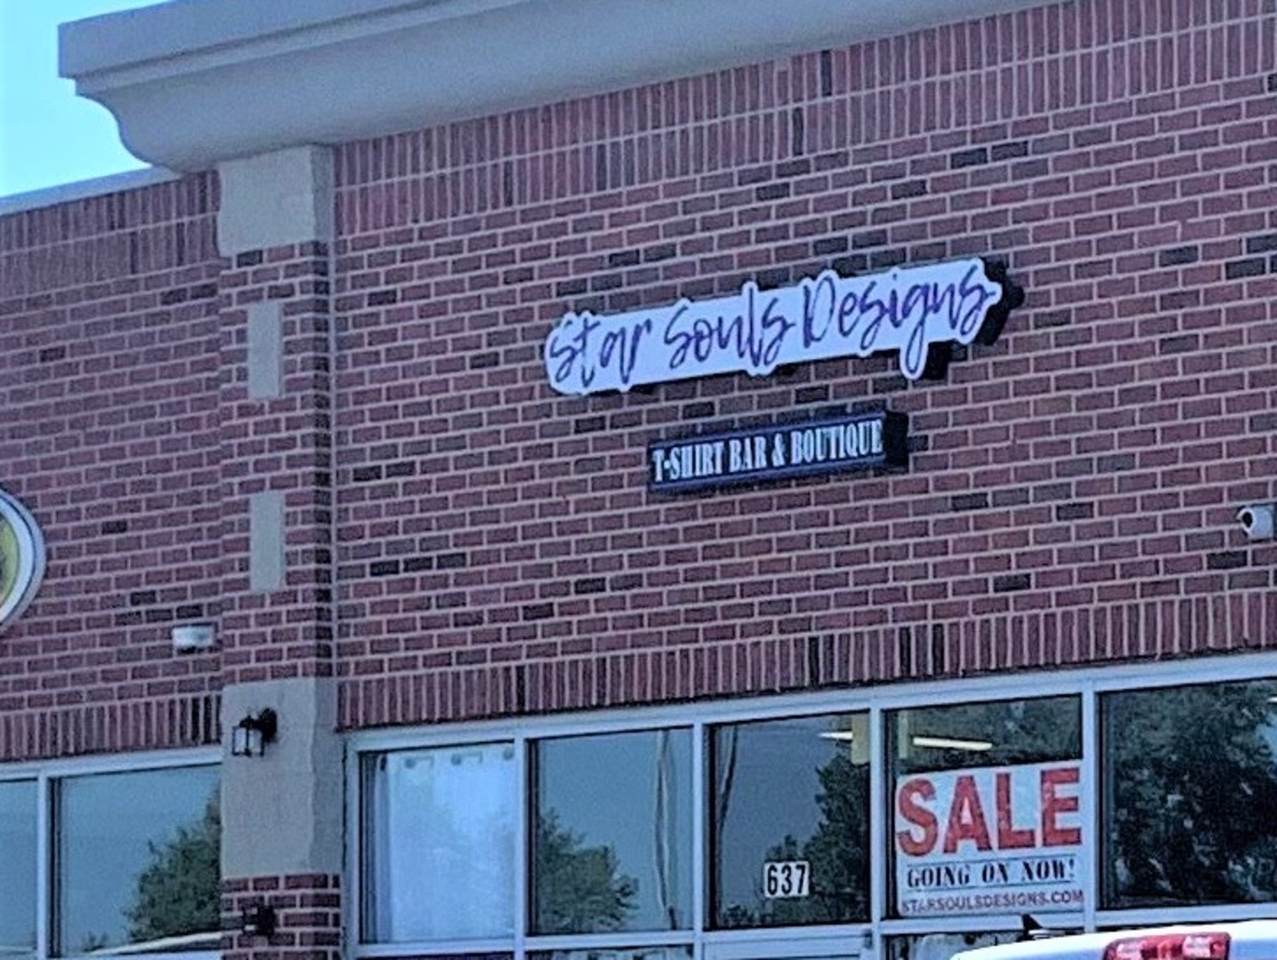 Star Souls Designs
T-SHIRT BAR & BOUTIQUE
637
SALE
GOING ON NOW!
STARSOULSDESIGNS.COM